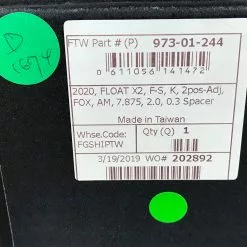 FTW Part # (P) 973-01-244
0 611056 141472
2020, FLOAT X2, F-S, K, 2pos-Adj,
FOX, AM, 7.875, 2.0, 0.3 Spacer
Made in Taiwan
Whse.Code: Qty (Q) 1
FGSHIPTW
3/19/2019 WO# 202892
D